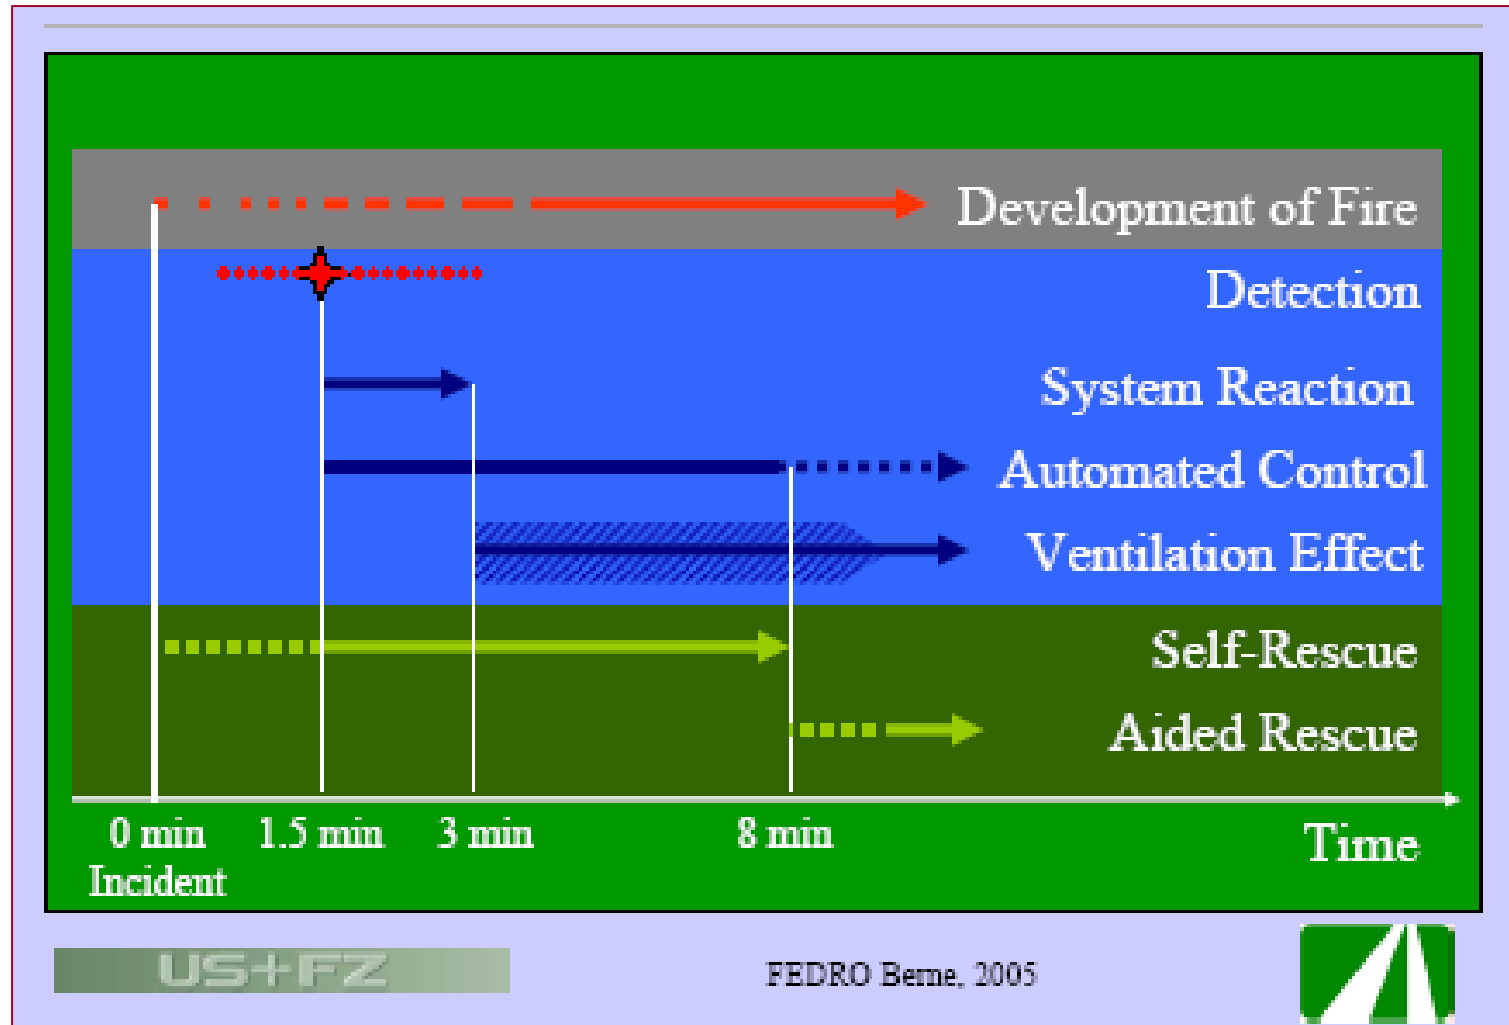 Development of Fire
Detection
System Reaction
Automated Control
Ventilation Effect
Self-Rescue
Aided Rescue
0 min 1.5 min 3 min 8 min Time
Incident
US+FZ
FEDRO Berne, 2005